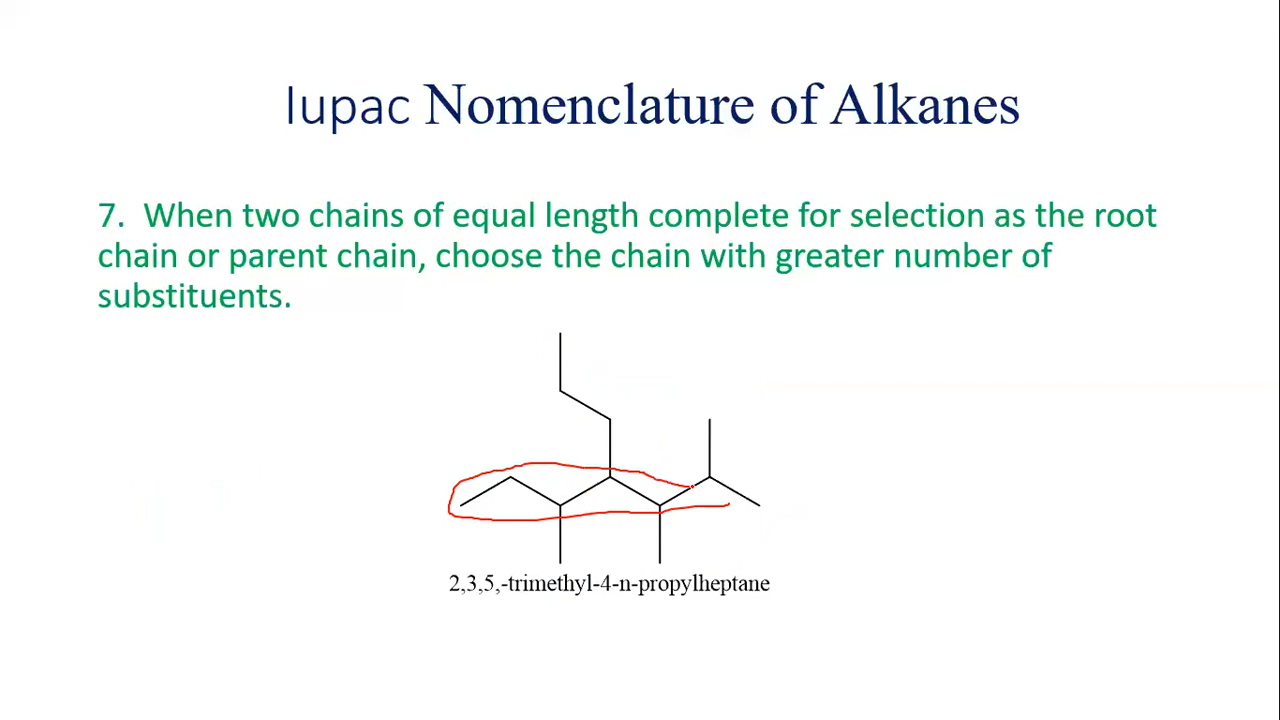 Iupac Nomenclature of Alkanes
7. When two chains of equal length complete for selection as the root
chain or parent chain, choose the chain with greater number of
substituents.
2,3,5,-trimethyl-4-n-propylheptane